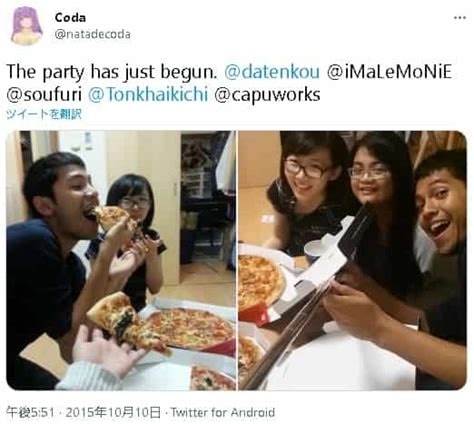 Coda
@natadecoda
The party has just begun. @datenkou @iMaLeMoNiE
@soufuri @Tonkhaikichi @capuworks
ツイートを翻訳
午後5:51 · 2015年10月10日 · Twitter for Android